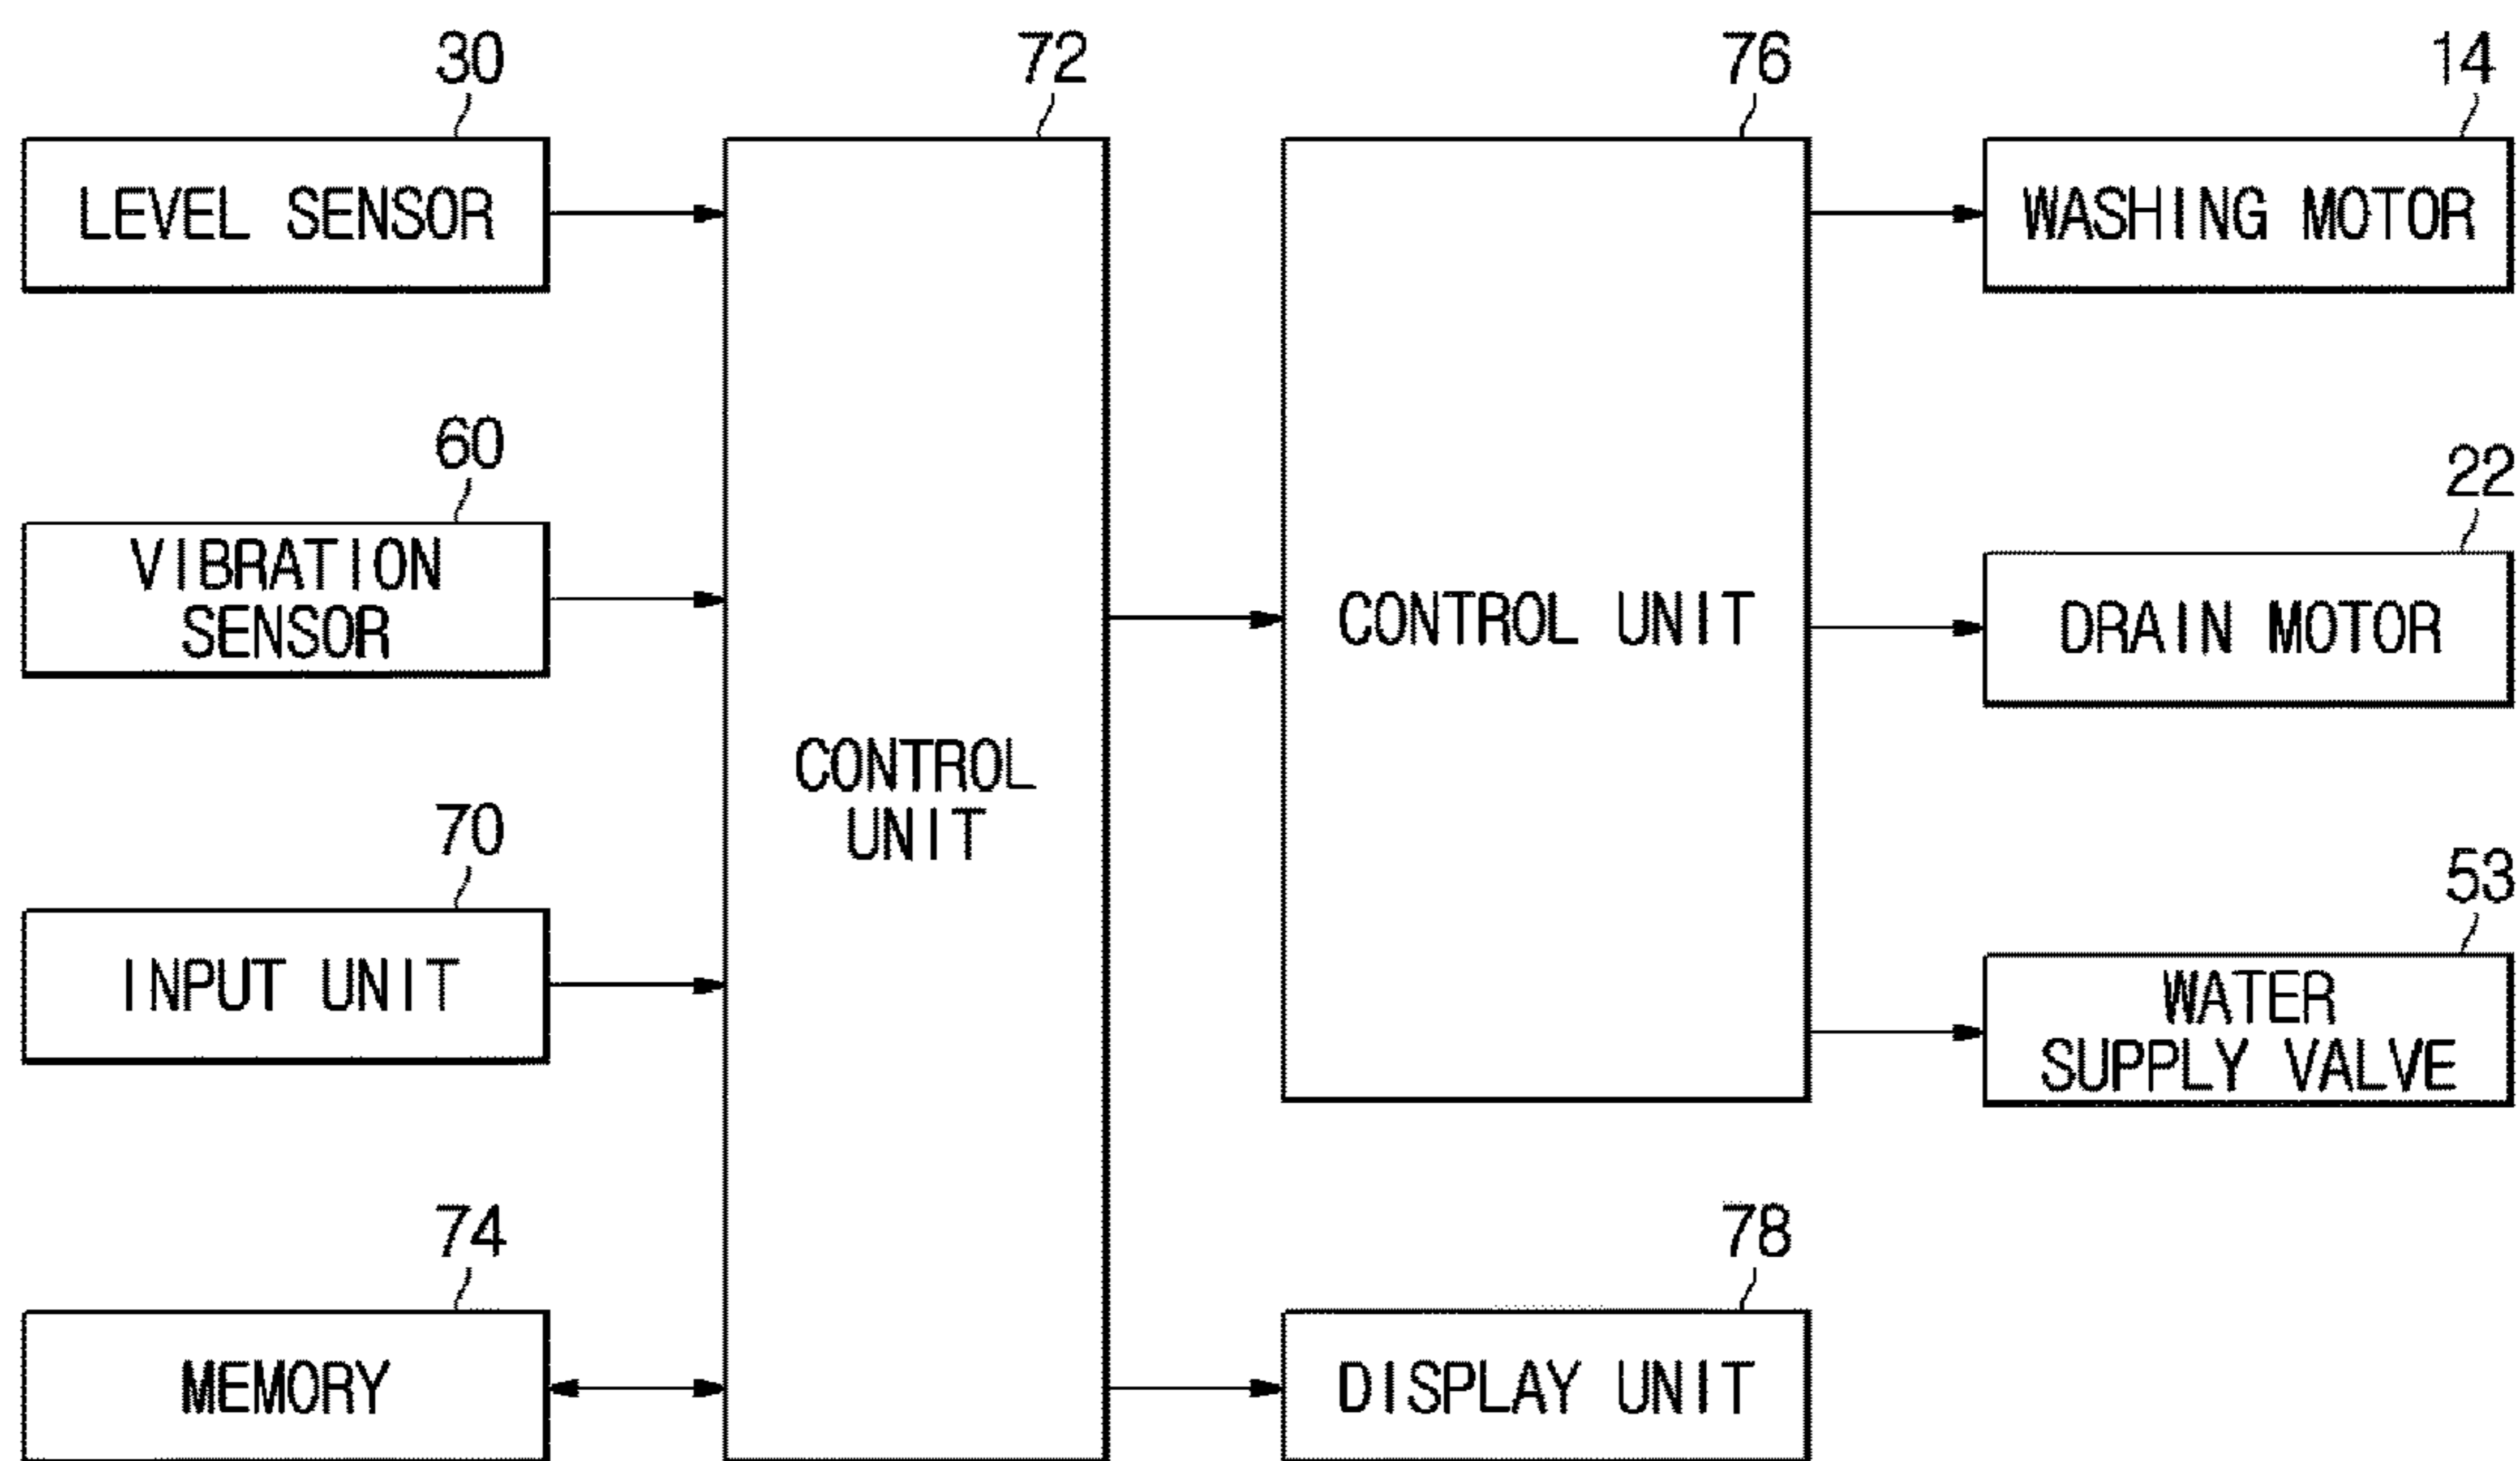 30
72
76
14
LEVEL SENSOR
WASHING MOTOR
60
22
VIBRATION
SENSOR
CONTROL UNIT
DRAIN MOTOR
CONTROL
UNIT
70
53
INPUT UNIT
WATER
SUPPLY VALVE
74
78
MEMORY
DISPLAY UNIT